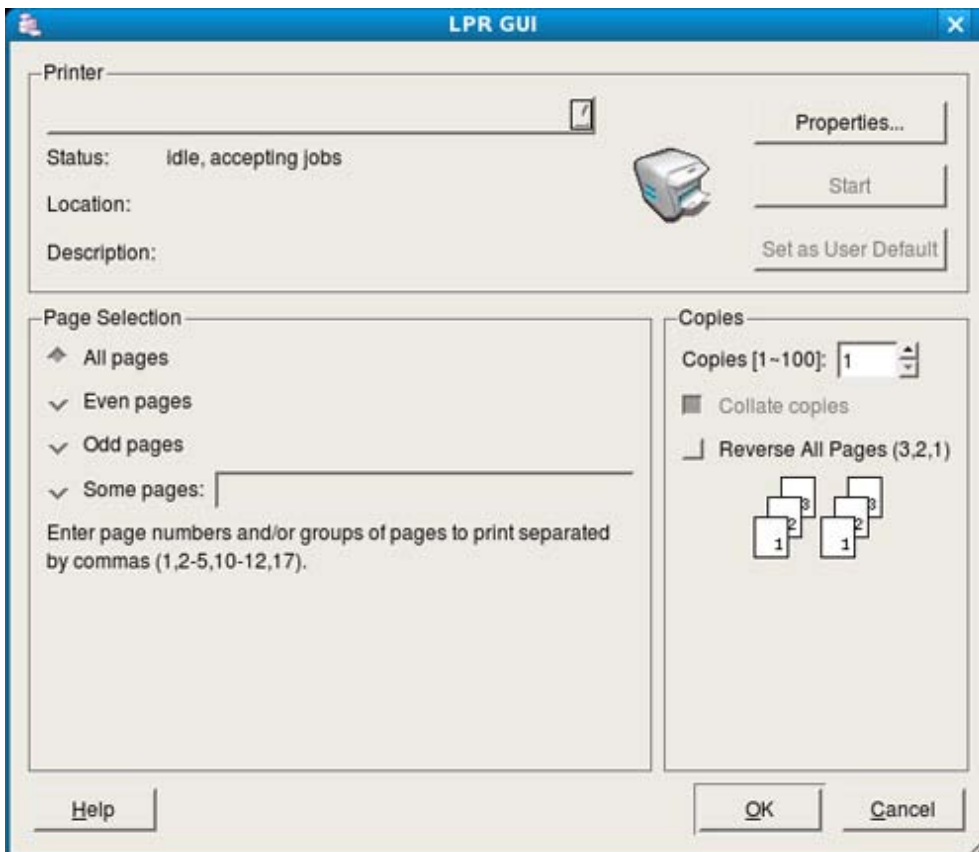 LPR GUI
Printer
Properties...
Status: idle, accepting jobs
Start
Location:
Set as User Default
Description:
Page Selection
All pages
Even pages
Odd pages
Some pages:
Enter page numbers and/or groups of pages to print separated
by commas (1,2-5,10-12,17).
Copies
Copies [1~100]: 1
Collate copies
Reverse All Pages (3,2,1)
3 3
2 2
1 1
Help
OK
Cancel